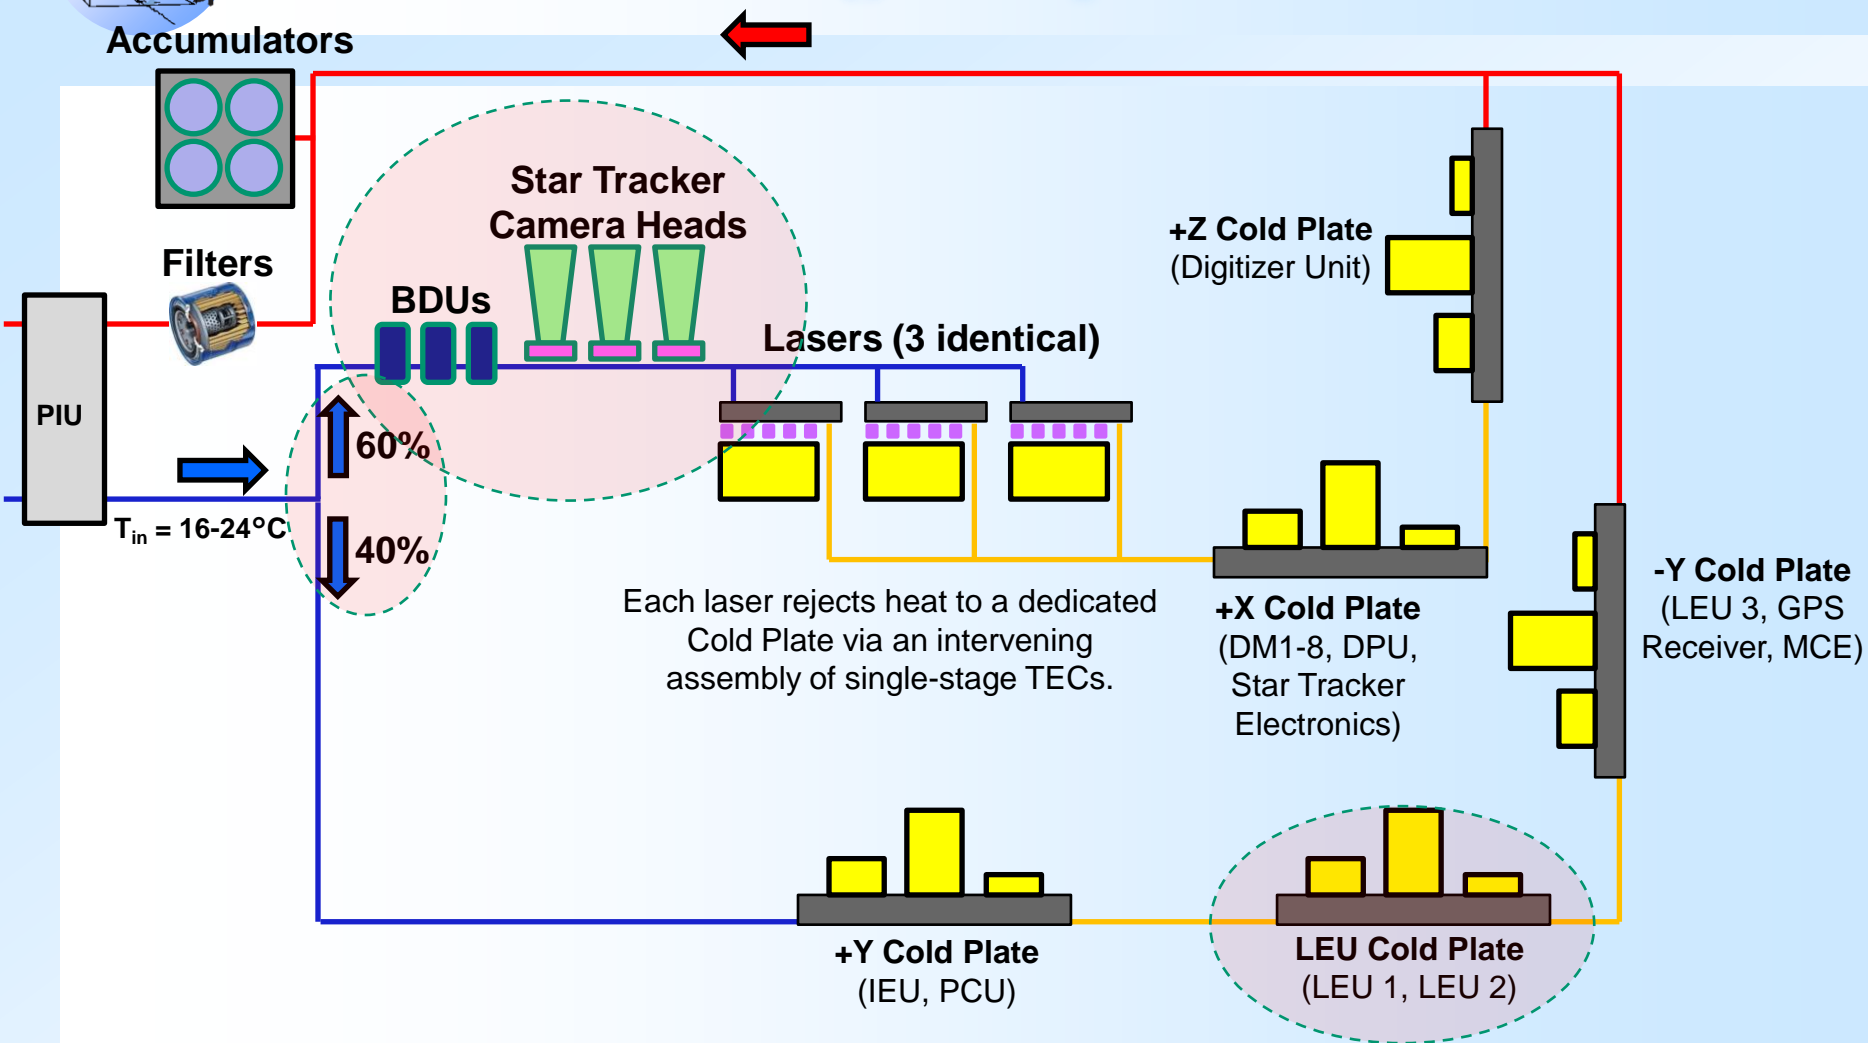 Accumulators
Star Tracker
Camera Heads
+Z Cold Plate
(Digitizer Unit)
Filters
BDUs
Lasers (3 identical)
PIU
60%
T_in = 16-24°C
40%
Each laser rejects heat to a dedicated
Cold Plate via an intervening
assembly of single-stage TECs.
+X Cold Plate
(DM1-8, DPU,
Star Tracker
Electronics)
-Y Cold Plate
(LEU 3, GPS
Receiver, MCE)
+Y Cold Plate
(IEU, PCU)
LEU Cold Plate
(LEU 1, LEU 2)